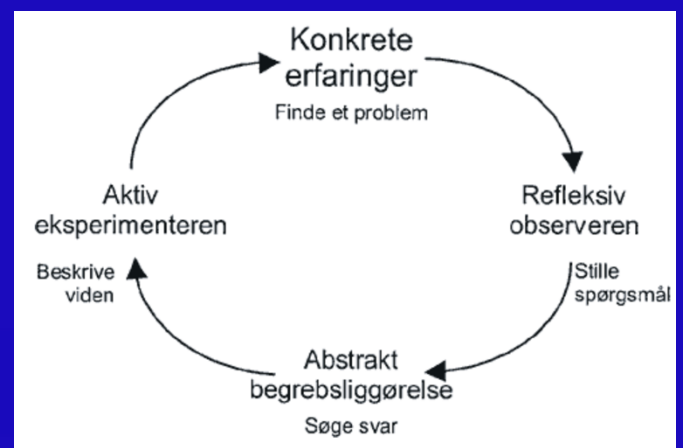 Konkrete
erfaringer
Finde et problem
Refleksiv
observeren
Stille
spørgsmål
Abstrakt
begrebsliggørelse
Søge svar
Aktiv
eksperimenteren
Beskrive
viden